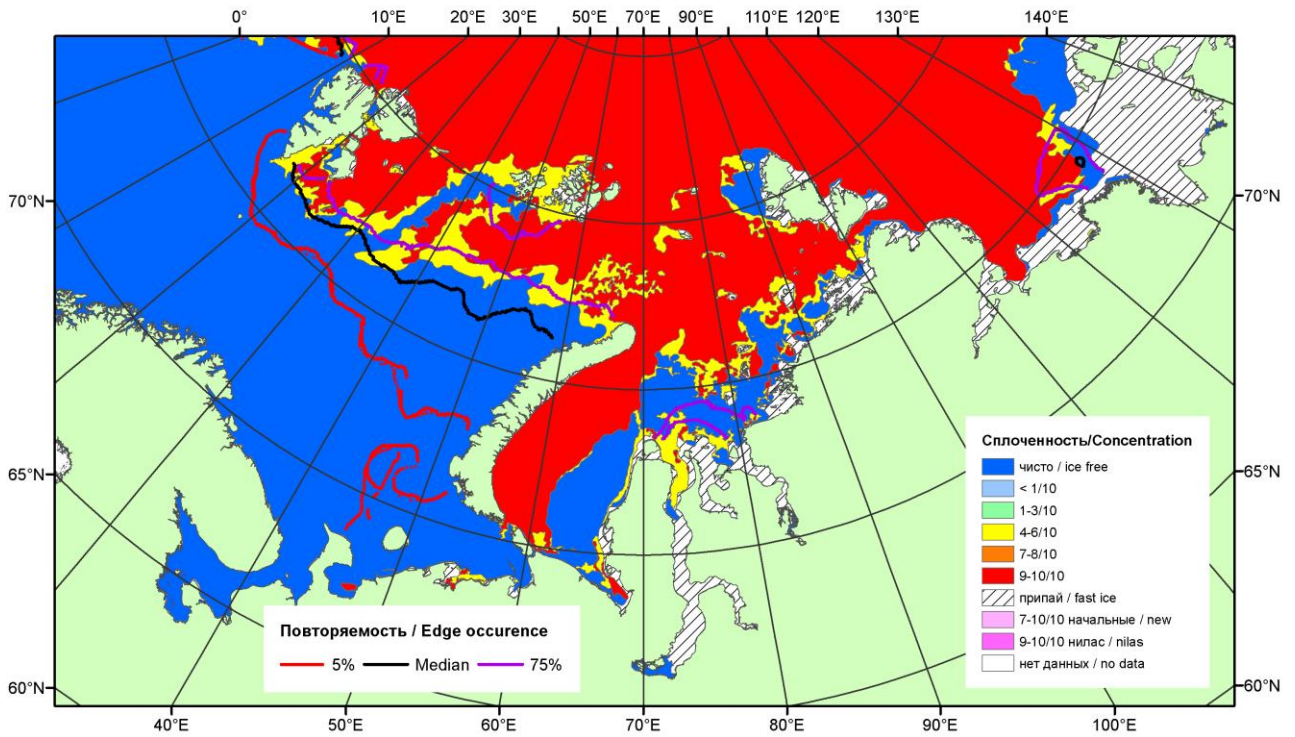 0° 10°E 20°E 30°E 50°E 70°E 90°E 110°E 120°E 130°E 140°E
70°N 70°N
65°N 65°N
60°N 60°N
Сплоченность/Concentration
чисто / ice free
< 1/10
1-3/10
4-6/10
7-8/10
9-10/10
припай / fast ice
7-10/10 начальные / new
9-10/10 нилас / nilas
нет данных / no data
Повторяемость / Edge occurence
5% Median 75%
40°E 50°E 60°E 70°E 80°E 90°E 100°E